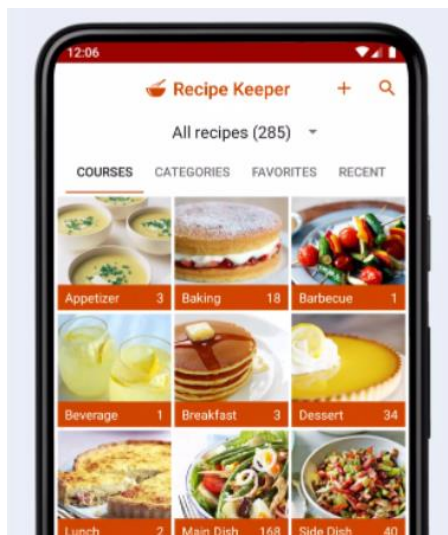 12:06
Recipe Keeper
All recipes (285)
COURSES CATEGORIES FAVORITES RECENT
Appetizer 3 Baking 18 Barbecue 1
Beverage 1 Breakfast 3 Dessert 34
Lunch 2 Main Dish 168 Side Dish 40